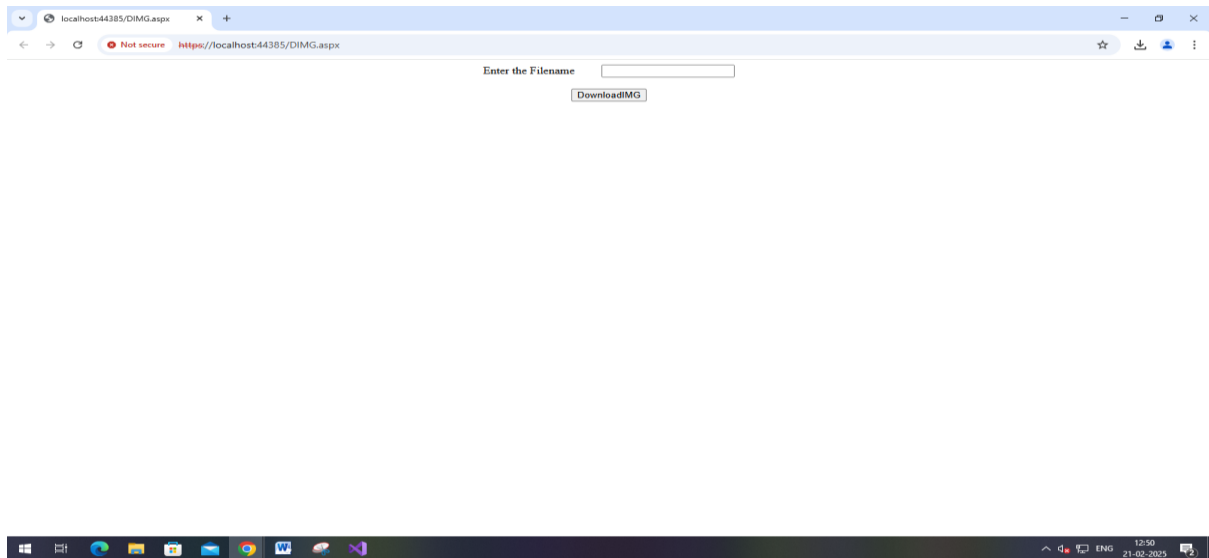 localhost:44385/DIMG.aspx
Not secure https://localhost:44385/DIMG.aspx
Enter the Filename
DownloadIMG
W
ENG
12:50
21-02-2025
2